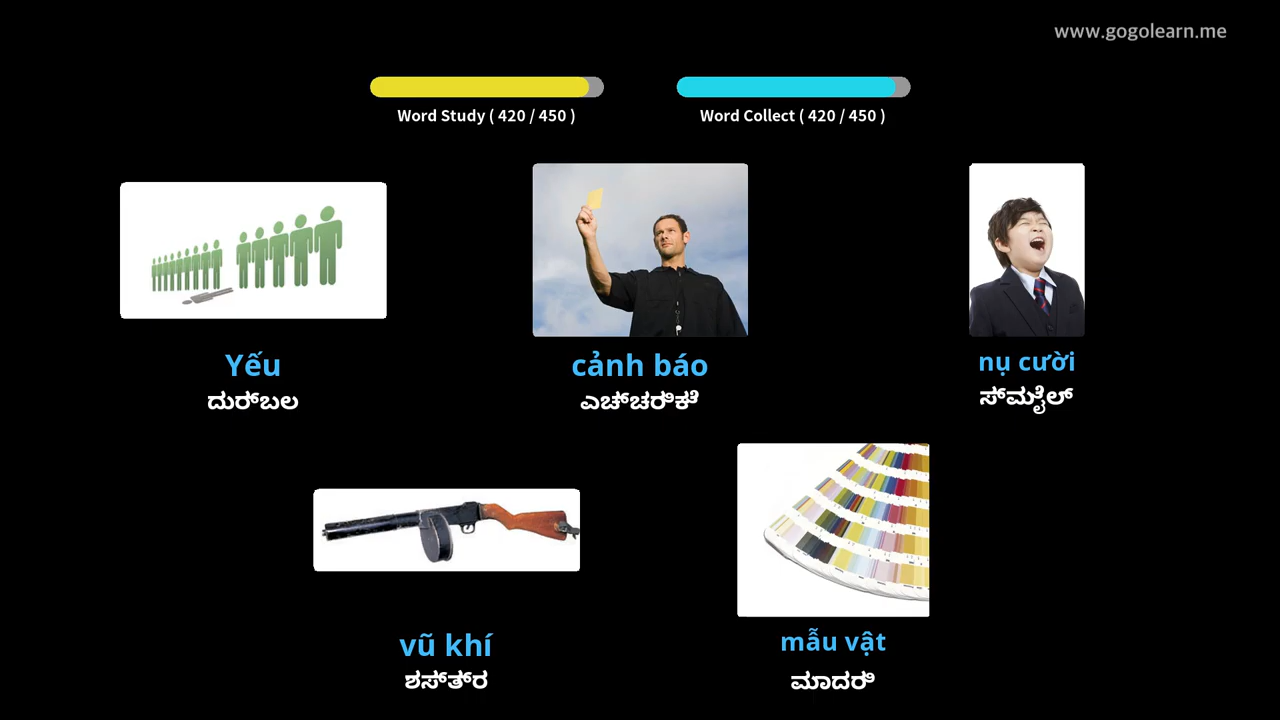 www.gogolearn.me
Word Study ( 420 / 450 )
Word Collect ( 420 / 450 )
Yếu
ದುರ್ಬಲ
cảnh báo
ಎಚ್ಚರಿಕೆ
nụ cười
ಸ್ಮೈಲ್
vũ khí
ಶಸ್ತ್ರ
mẫu vật
ಮಾದರಿ